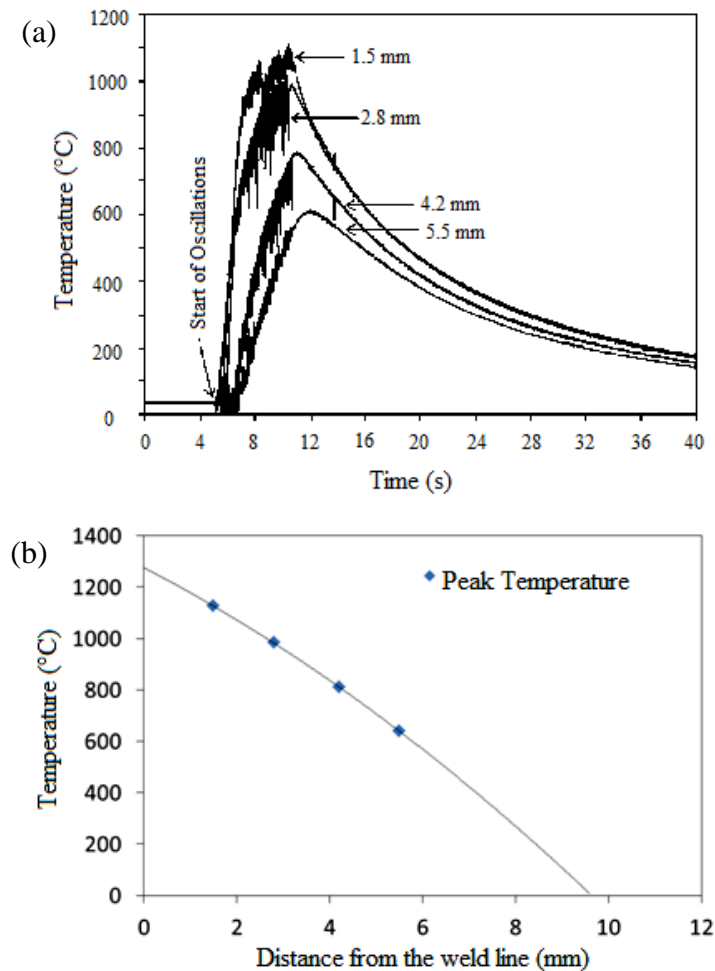 (a)
1200
1000
800
600
400
200
0
Temperature (°C)
Start of Oscillations
1.5 mm
2.8 mm
4.2 mm
5.5 mm
0 4 8 12 16 20 24 28 32 36 40
Time (s)
(b)
1400
1200
1000
800
600
400
200
0
Temperature (°C)
Peak Temperature
0 2 4 6 8 10 12
Distance from the weld line (mm)